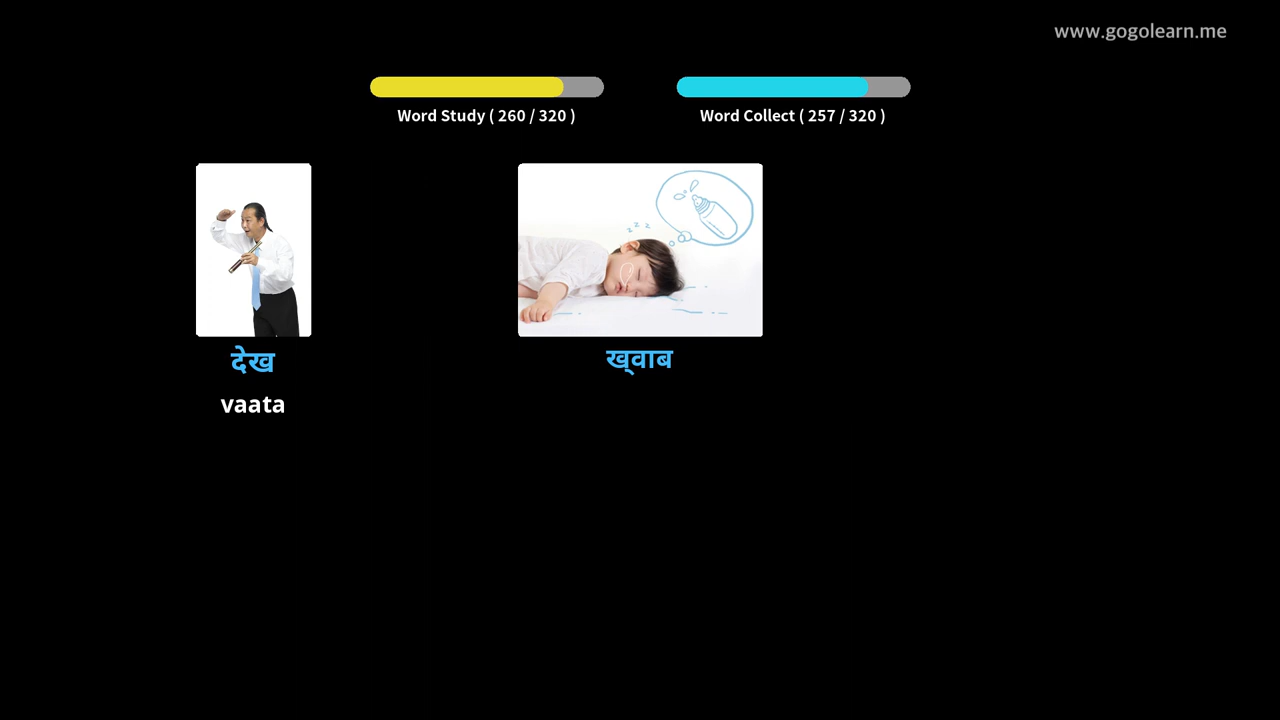 www.gogolearn.me
Word Study ( 260 / 320 )
Word Collect ( 257 / 320 )
z z z
देख
ख्वाब
vaata